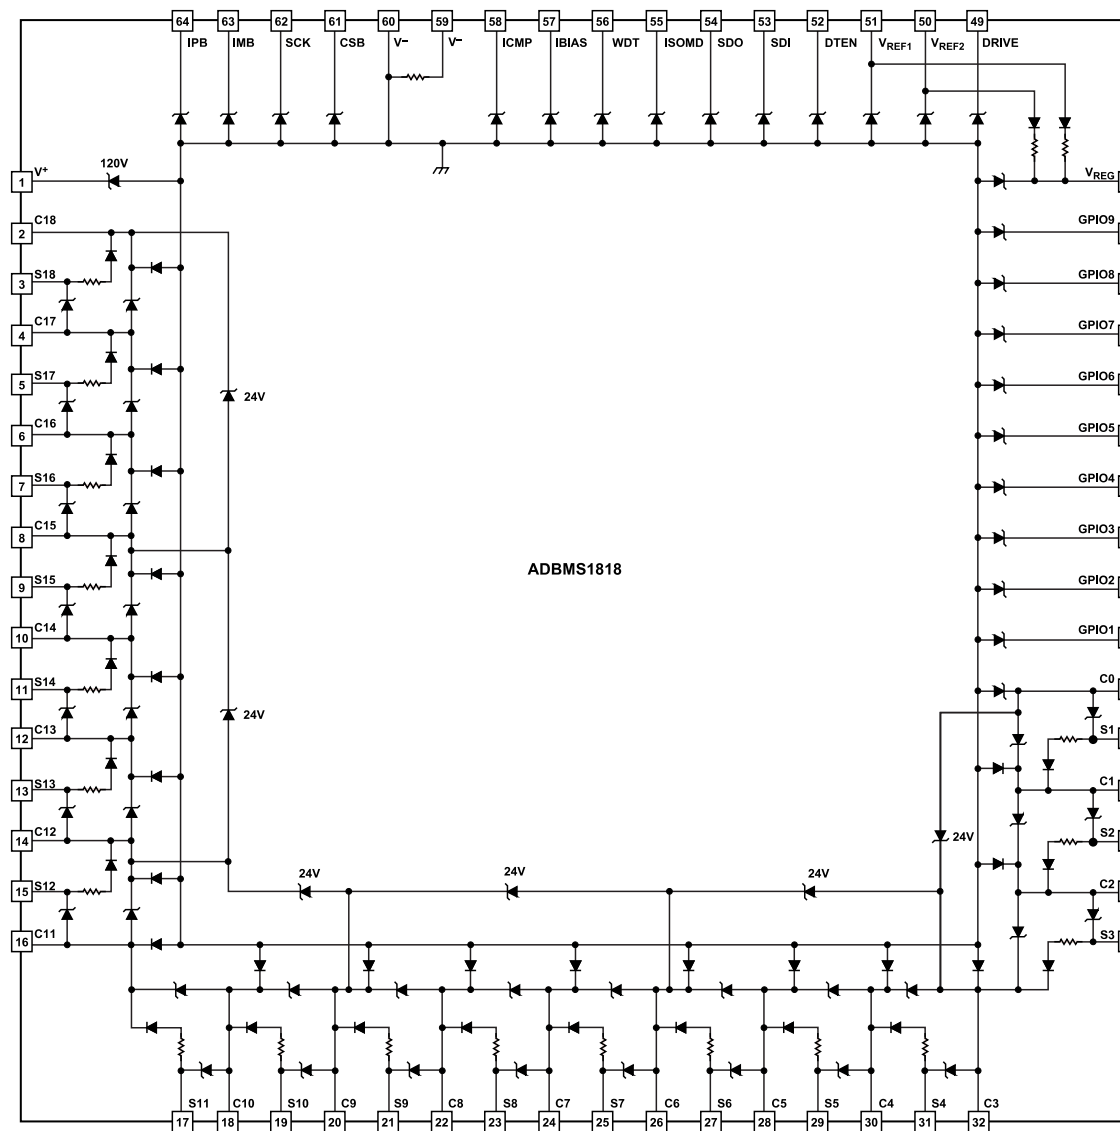 64 63 62 61 60 59 58 57 56 55 54 53 52 51 50 49
IPB IMB SCK CSB V– V– ICMP IBIAS WDT ISOMD SDO SDI DTEN VREF1 VREF2 DRIVE
120V
1 V+
VREG
2 C18
GPIO9
3 S18
GPIO8
4 C17
GPIO7
5 S17
24V
GPIO6
6 C16
GPIO5
7 S16
GPIO4
8 C15
GPIO3
ADBMS1818
9 S15
GPIO2
10 C14
GPIO1
11 S14
C0
24V
12 C13
S1
13 S13
C1
14 C12
24V
S2
15 S12
24V 24V 24V
C2
16 C11
S3
S11 C10 S10 C9 S9 C8 S8 C7 S7 C6 S6 C5 S5 C4 S4 C3
17 18 19 20 21 22 23 24 25 26 27 28 29 30 31 32